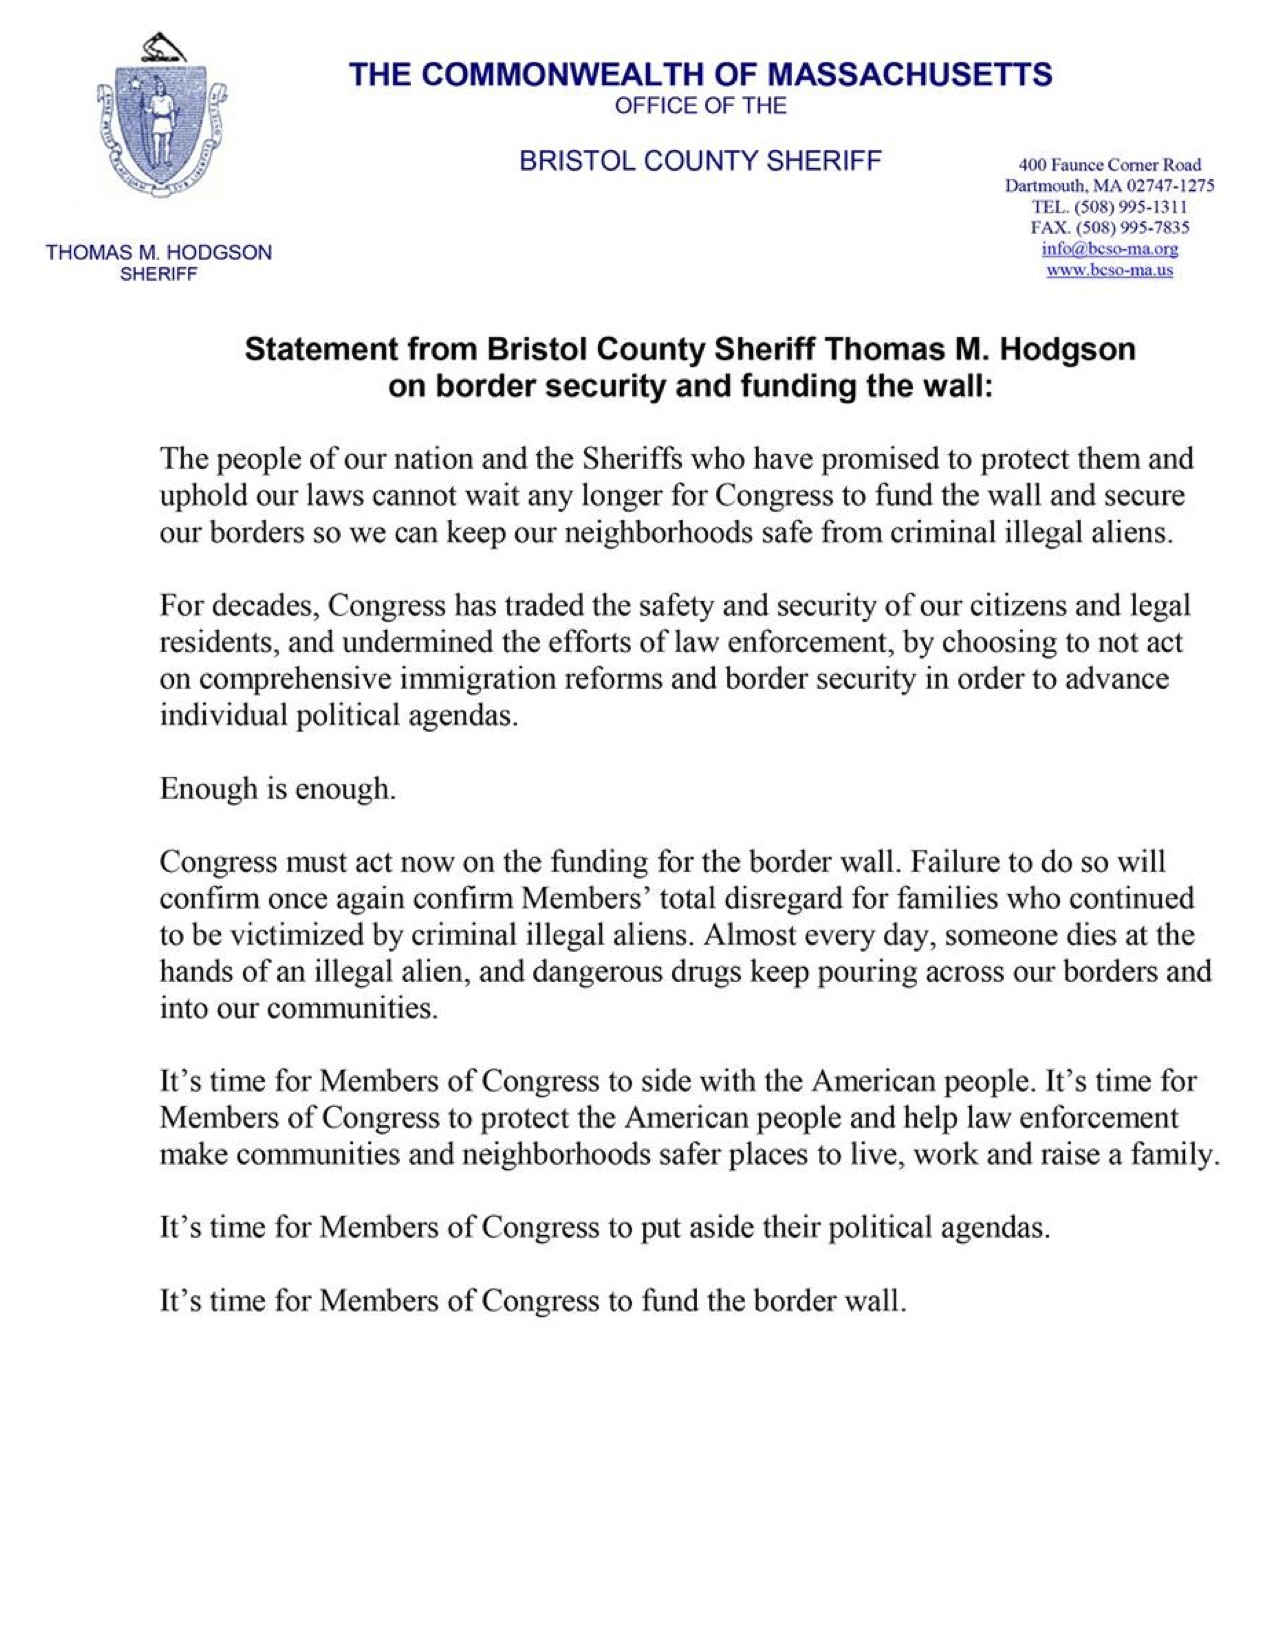 THE COMMONWEALTH OF MASSACHUSETTS
OFFICE OF THE
BRISTOL COUNTY SHERIFF
400 Faunce Corner Road
Dartmouth, MA 02747-1275
TEL. (508) 995-1311
FAX. (508) 995-7835
info@bcso-ma.org
www.bcso-ma.us
THOMAS M. HODGSON
SHERIFF
Statement from Bristol County Sheriff Thomas M. Hodgson
on border security and funding the wall:
The people of our nation and the Sheriffs who have promised to protect them and
uphold our laws cannot wait any longer for Congress to fund the wall and secure
our borders so we can keep our neighborhoods safe from criminal illegal aliens.
For decades, Congress has traded the safety and security of our citizens and legal
residents, and undermined the efforts of law enforcement, by choosing to not act
on comprehensive immigration reforms and border security in order to advance
individual political agendas.
Enough is enough.
Congress must act now on the funding for the border wall. Failure to do so will
confirm once again confirm Members’ total disregard for families who continued
to be victimized by criminal illegal aliens. Almost every day, someone dies at the
hands of an illegal alien, and dangerous drugs keep pouring across our borders and
into our communities.
It’s time for Members of Congress to side with the American people. It’s time for
Members of Congress to protect the American people and help law enforcement
make communities and neighborhoods safer places to live, work and raise a family.
It’s time for Members of Congress to put aside their political agendas.
It’s time for Members of Congress to fund the border wall.